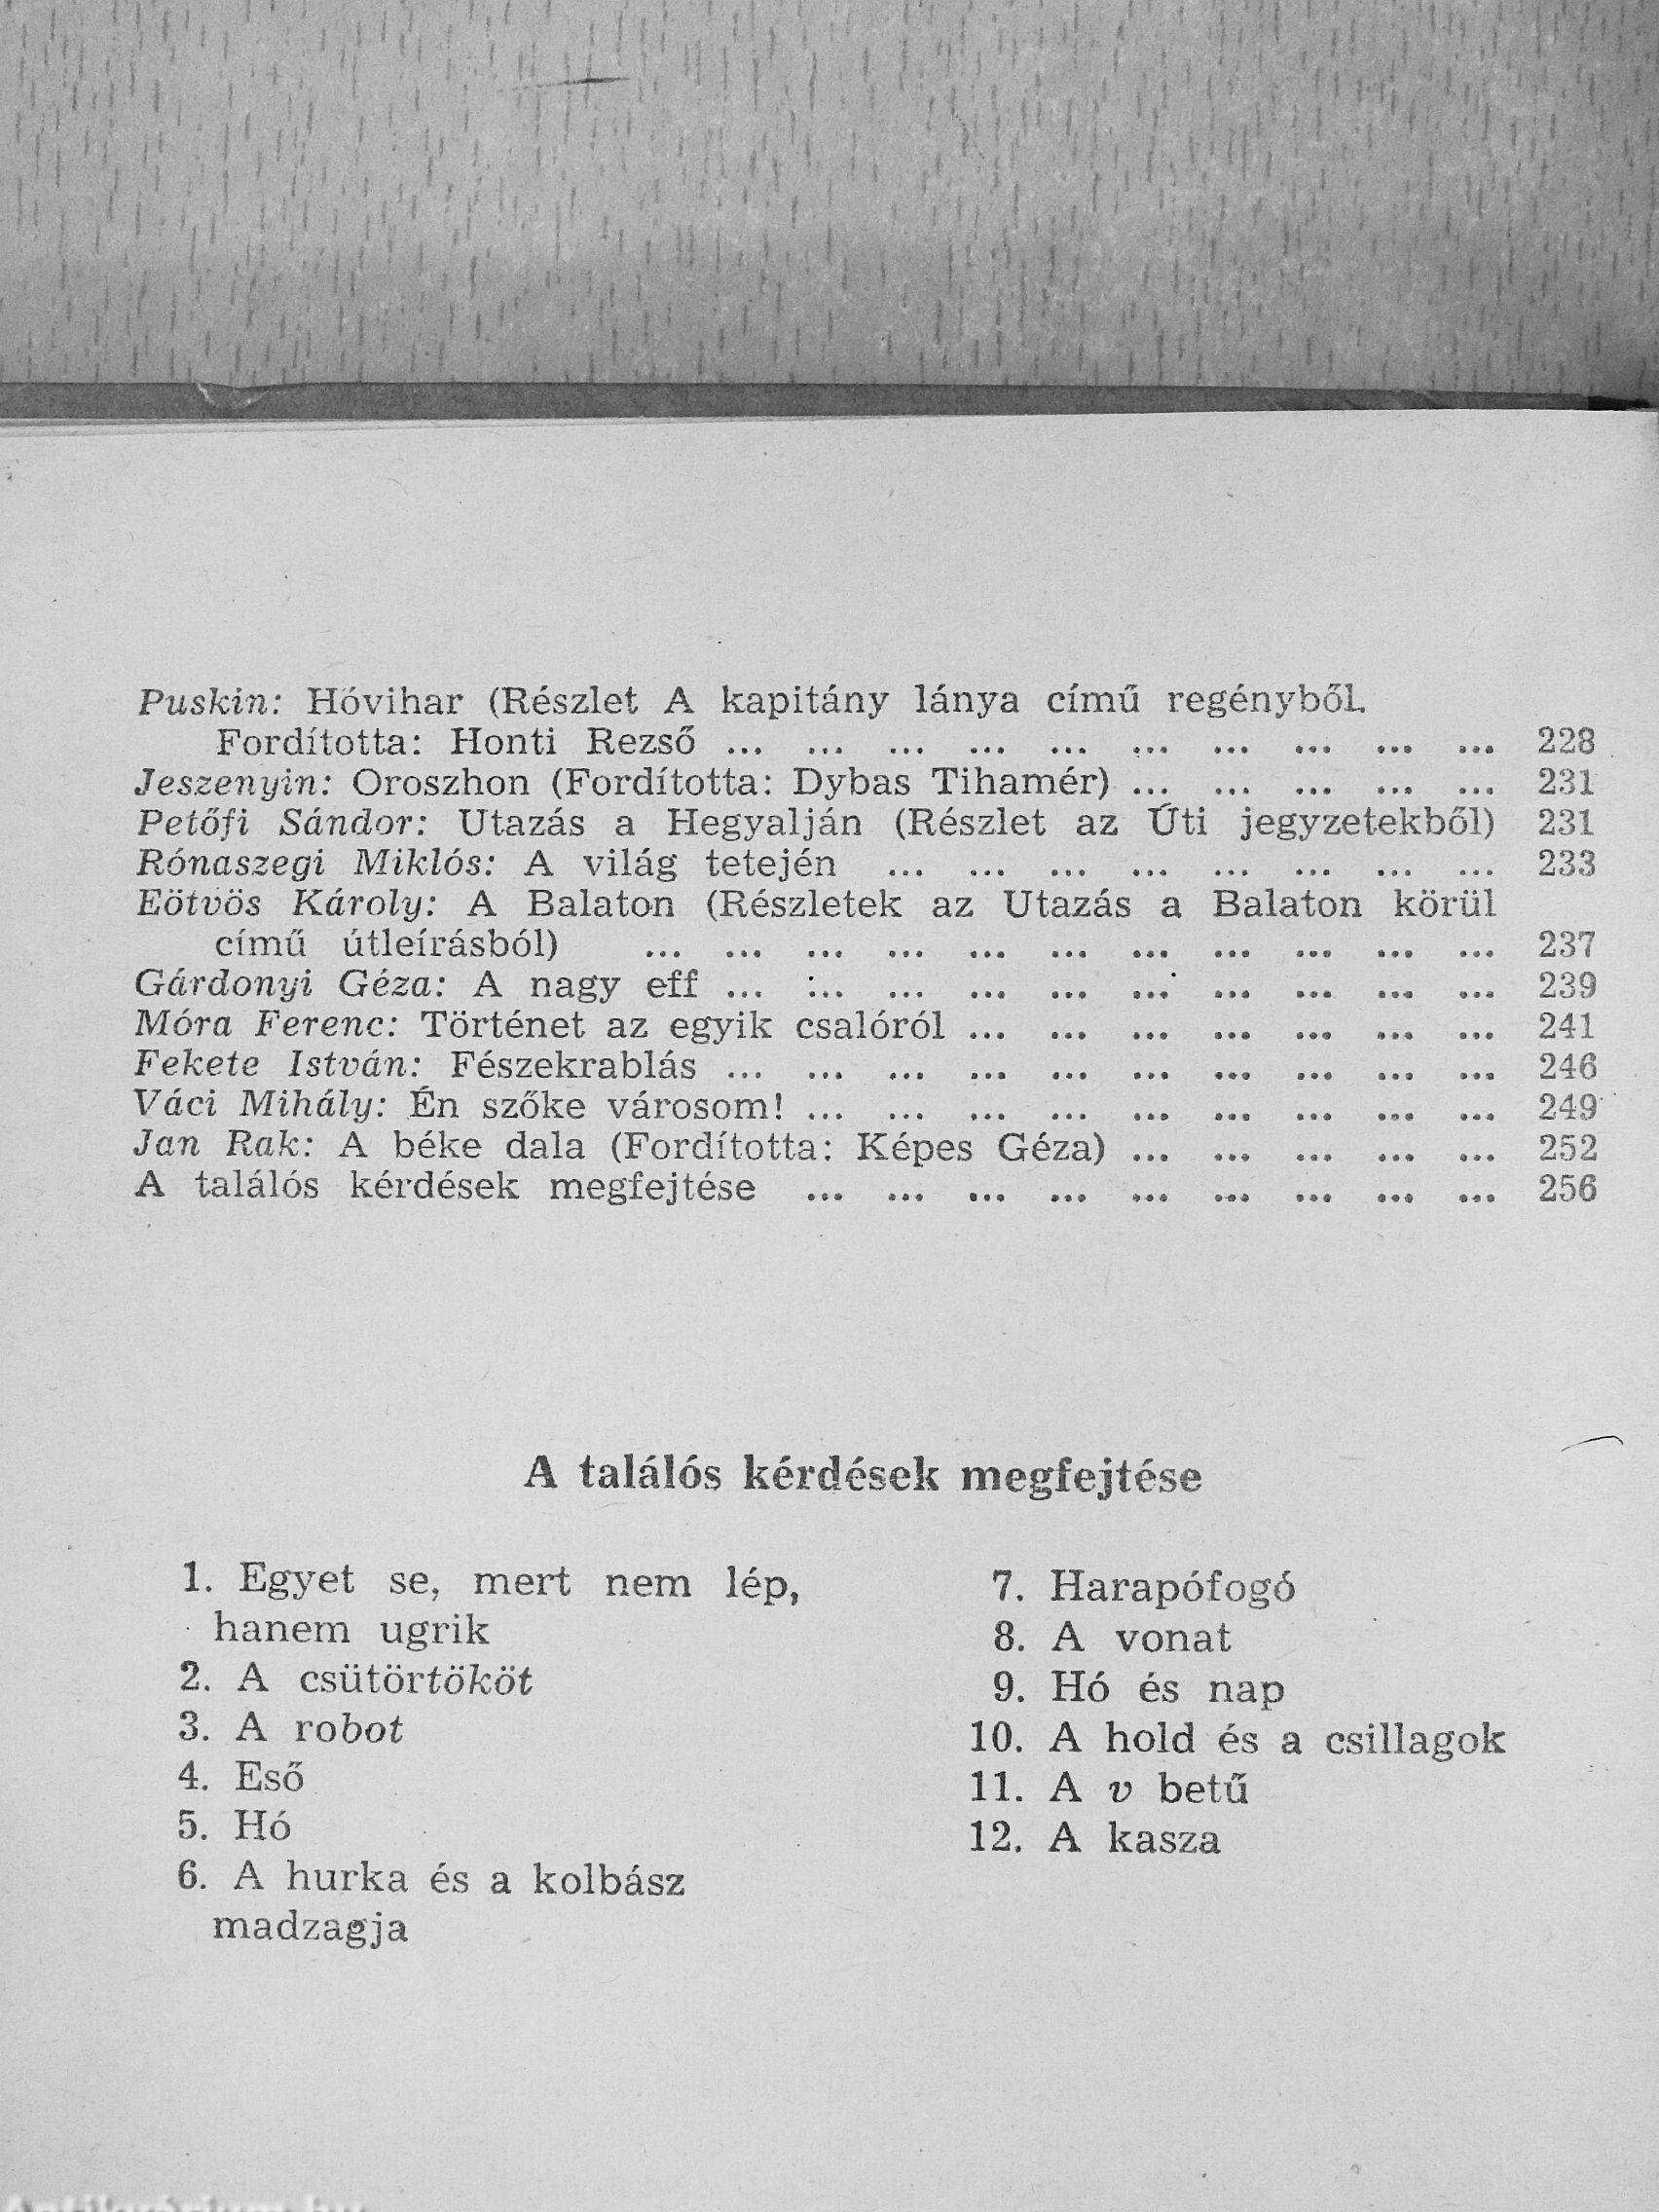 Puskin: Hóvihar (Részlet A kapitány lánya című regényből.
Fordította: Honti Rezső ... ... ... ... ... ... ... ... ... ... 228
Jeszenyin: Oroszhon (Fordította: Dybas Tihamér) ... ... ... ... ... 231
Petőfi Sándor: Utazás a Hegyalján (Részlet az Úti jegyzetekből) 231
Rónaszegi Miklós: A világ tetején ... ... ... ... ... ... ... ... 233
Eötvös Károly: A Balaton (Részletek az Utazás a Balaton körül
című útleírásból) ... ... ... ... ... ... ... ... ... ... ... 237
Gárdonyi Géza: A nagy eff ... ... ... ... ... ... ... ... ... ... 239
Móra Ferenc: Történet az egyik csalóról ... ... ... ... ... ... ... 241
Fekete István: Fészekrablás ... ... ... ... ... ... ... ... ... ... 246
Váci Mihály: Én szőke városom! ... ... ... ... ... ... ... ... ... 249
Jan Rak: A béke dala (Fordította: Képes Géza) ... ... ... ... ... 252
A találós kérdések megfejtése ... ... ... ... ... ... ... ... ... 256
A találós kérdések megfejtése
1. Egyet se, mert nem lép,
hanem ugrik
2. A csütörtököt
3. A robot
4. Eső
5. Hó
6. A hurka és a kolbász
madzagja
7. Harapófogó
8. A vonat
9. Hó és nap
10. A hold és a csillagok
11. A v betű
12. A kasza